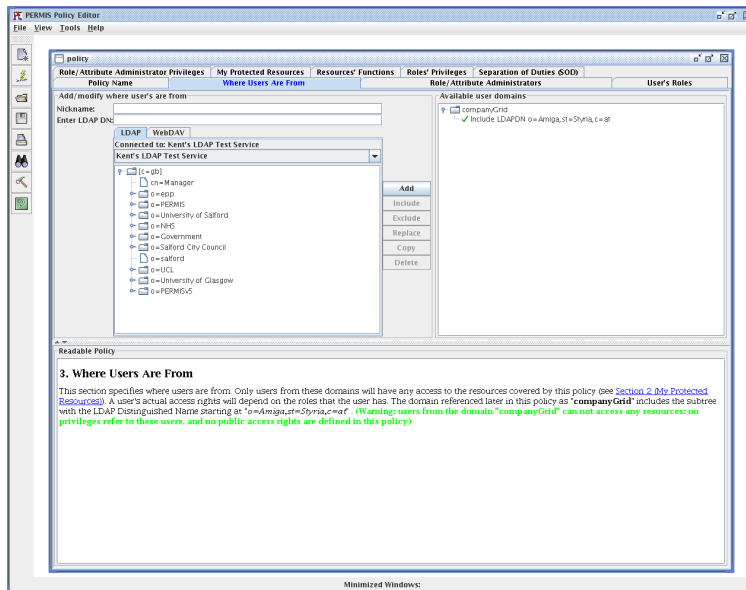 PE PERMIS Policy Editor
File View Tools Help
policy
Role/Attribute Administrator Privileges My Protected Resources Resources' Functions Roles' Privileges Separation of Duties (SOD)
Policy Name Where Users Are From Role/Attribute Administrators User's Roles
Add/modify where user's are from
Nickname:
Enter LDAP DN:
LDAP WebDAV
Connected to: Kent's LDAP Test Service
Kent's LDAP Test Service
[c=gb]
cn=Manager
o=epp
o=PERMIS
o=University of Salford
o=NHS
o=Government
o=Salford City Council
o=salford
o=UCL
o=University of Glasgow
o=PERMISv5
Add
Include
Exclude
Replace
Copy
Delete
Available user domains
companyGrid
Include LDAPDN o=Amiga,st=Styria,c=at
Readable Policy
3. Where Users Are From
This section specifies where users are from. Only users from these domains will have any access to the resources covered by this policy (see Section 2 (My Protected
Resources)). A user's actual access rights will depend on the roles that the user has. The domain referenced later in this policy as "companyGrid" includes the subtree
with the LDAP Distinguished Name starting at "o=Amiga,st=Styria,c=at" . (Warning: users from the domain "companyGrid" can not access any resources: no
privileges refer to these users, and no public access rights are defined in this policy)
Minimized Windows: